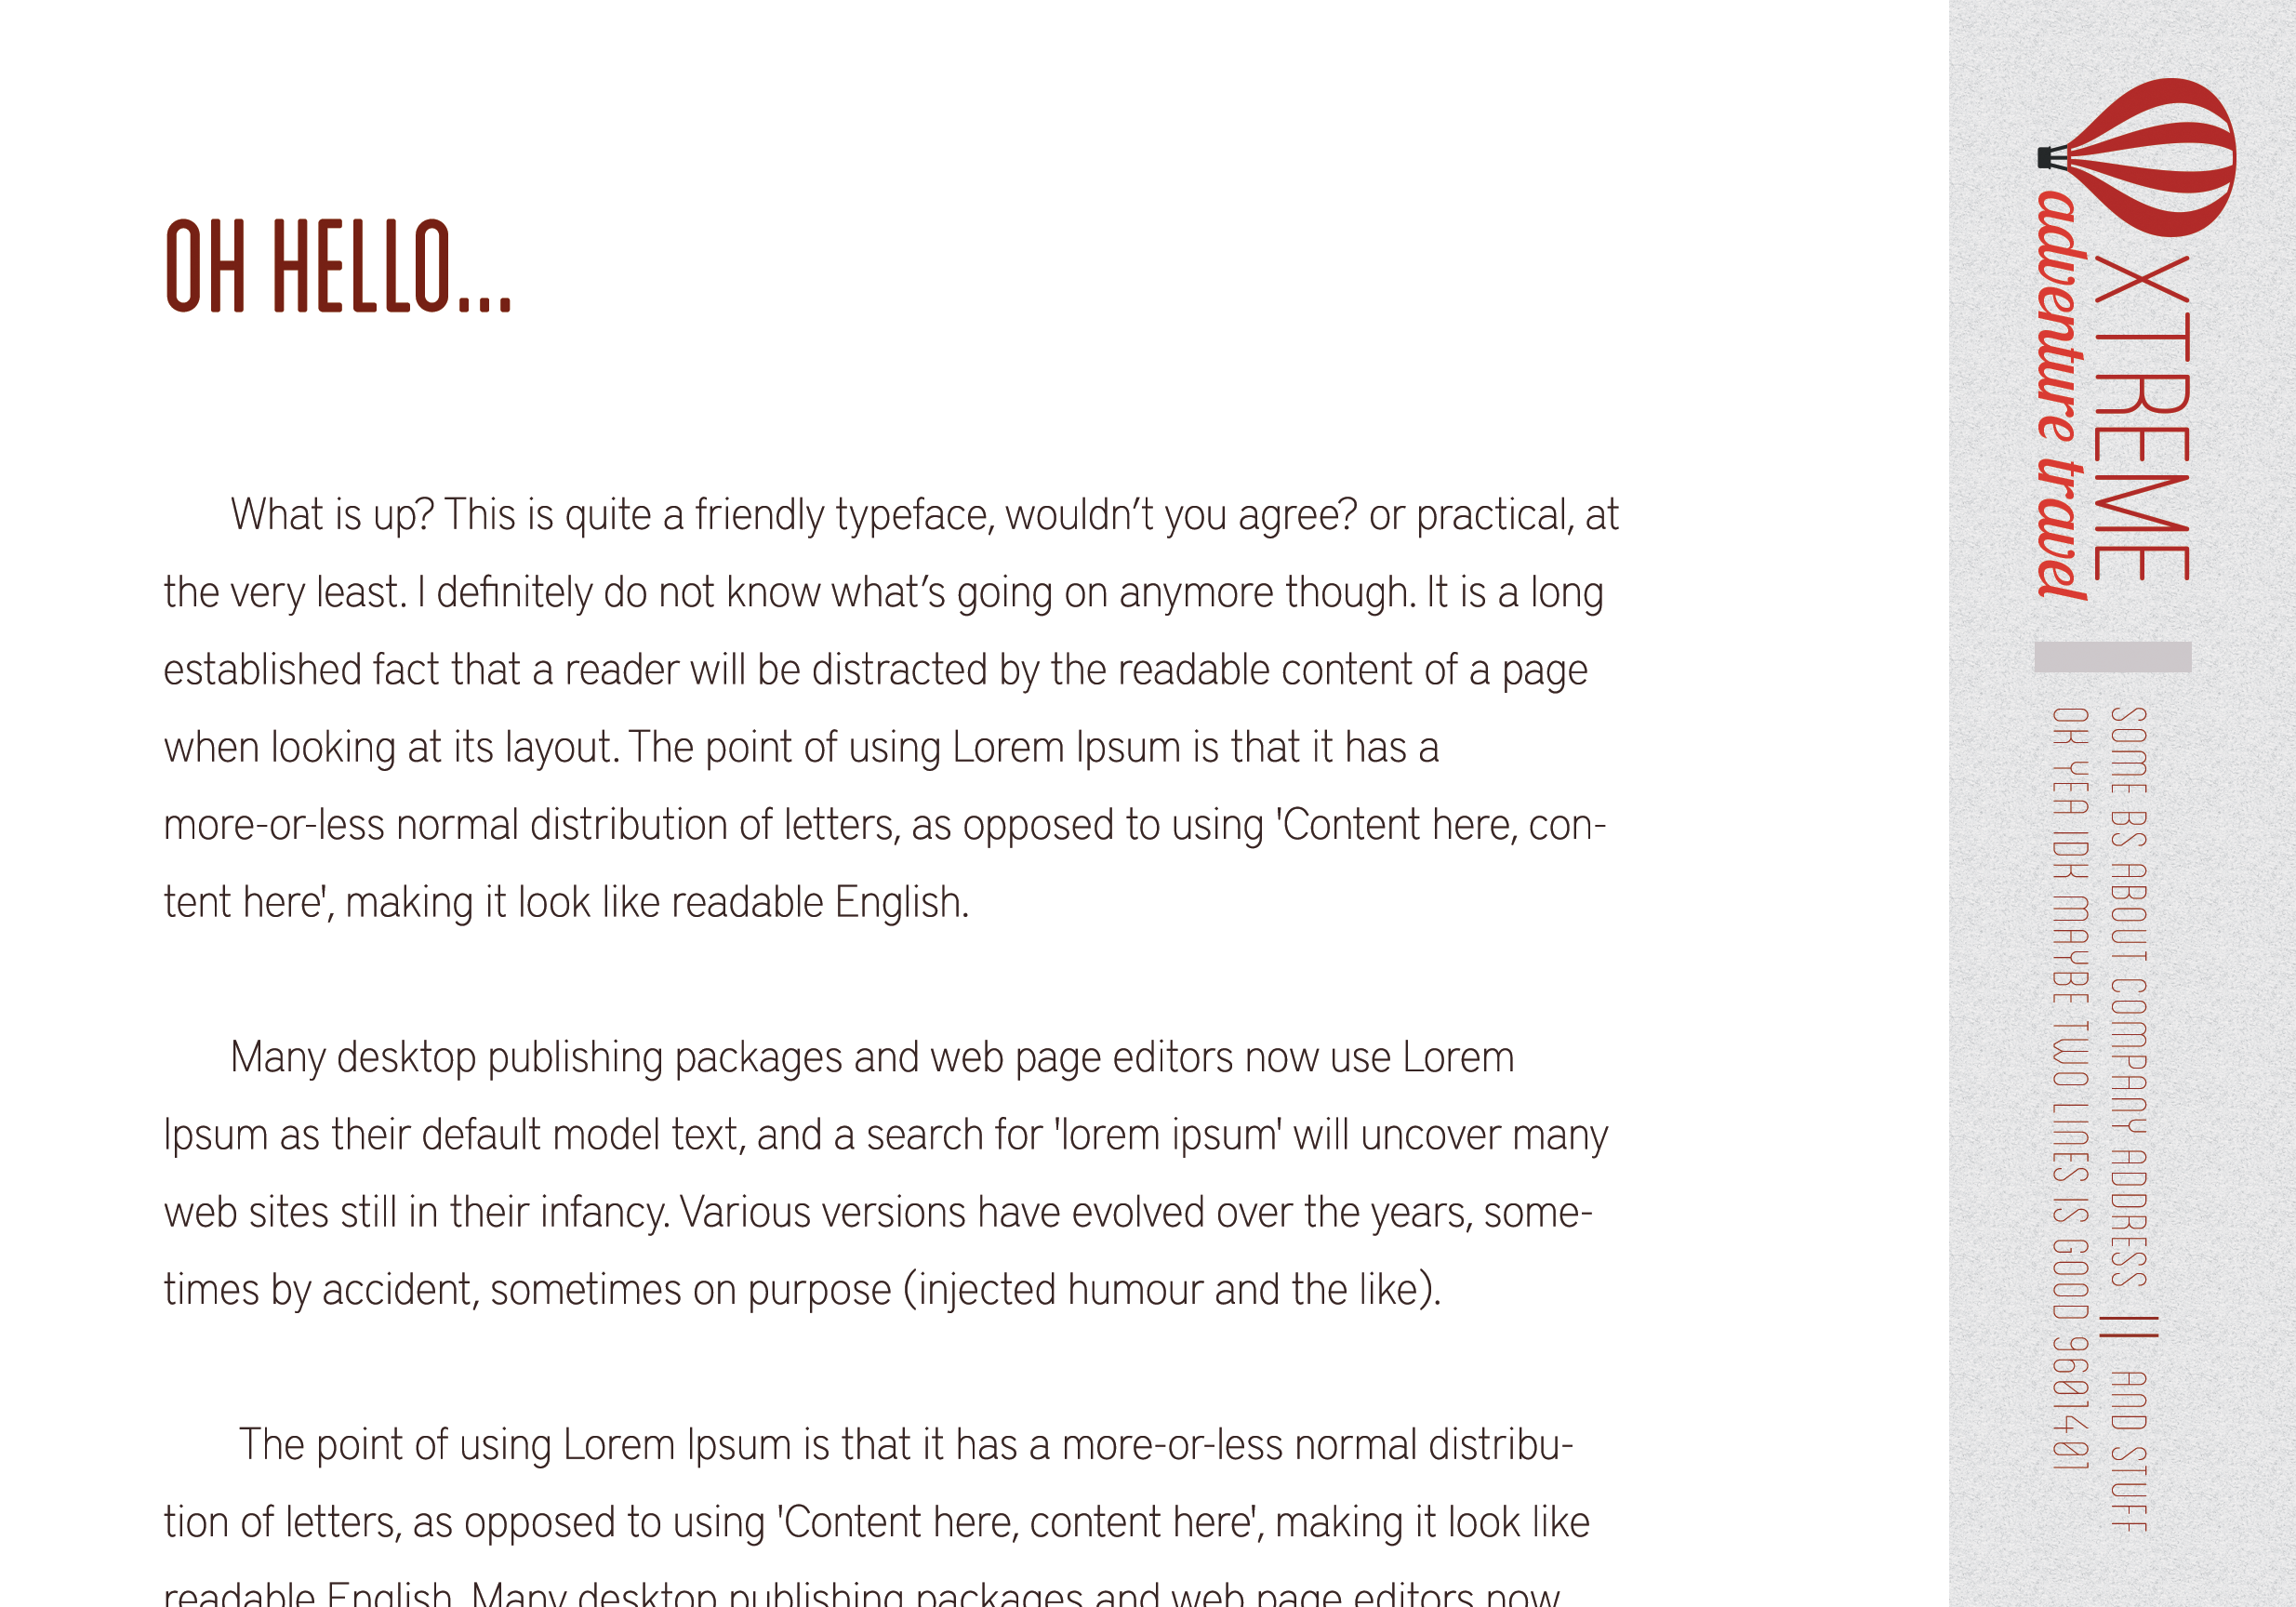 OH HELLO...
What is up? This is quite a friendly typeface, wouldn’t you agree? or practical, at
the very least. I definitely do not know what’s going on anymore though. It is a long
established fact that a reader will be distracted by the readable content of a page
when looking at its layout. The point of using Lorem Ipsum is that it has a
more-or-less normal distribution of letters, as opposed to using 'Content here, con-
tent here', making it look like readable English.
Many desktop publishing packages and web page editors now use Lorem
Ipsum as their default model text, and a search for 'lorem ipsum' will uncover many
web sites still in their infancy. Various versions have evolved over the years, some-
times by accident, sometimes on purpose (injected humour and the like).
The point of using Lorem Ipsum is that it has a more-or-less normal distribu-
tion of letters, as opposed to using 'Content here, content here', making it look like
readable English. Many desktop publishing packages and web page editors now
XTREME
adventure travel
SOME BS ABOUT COMPANY ADDRESS || AND STUFF
OK YEA IDK MAYBE TWO LINES IS GOOD 9601401